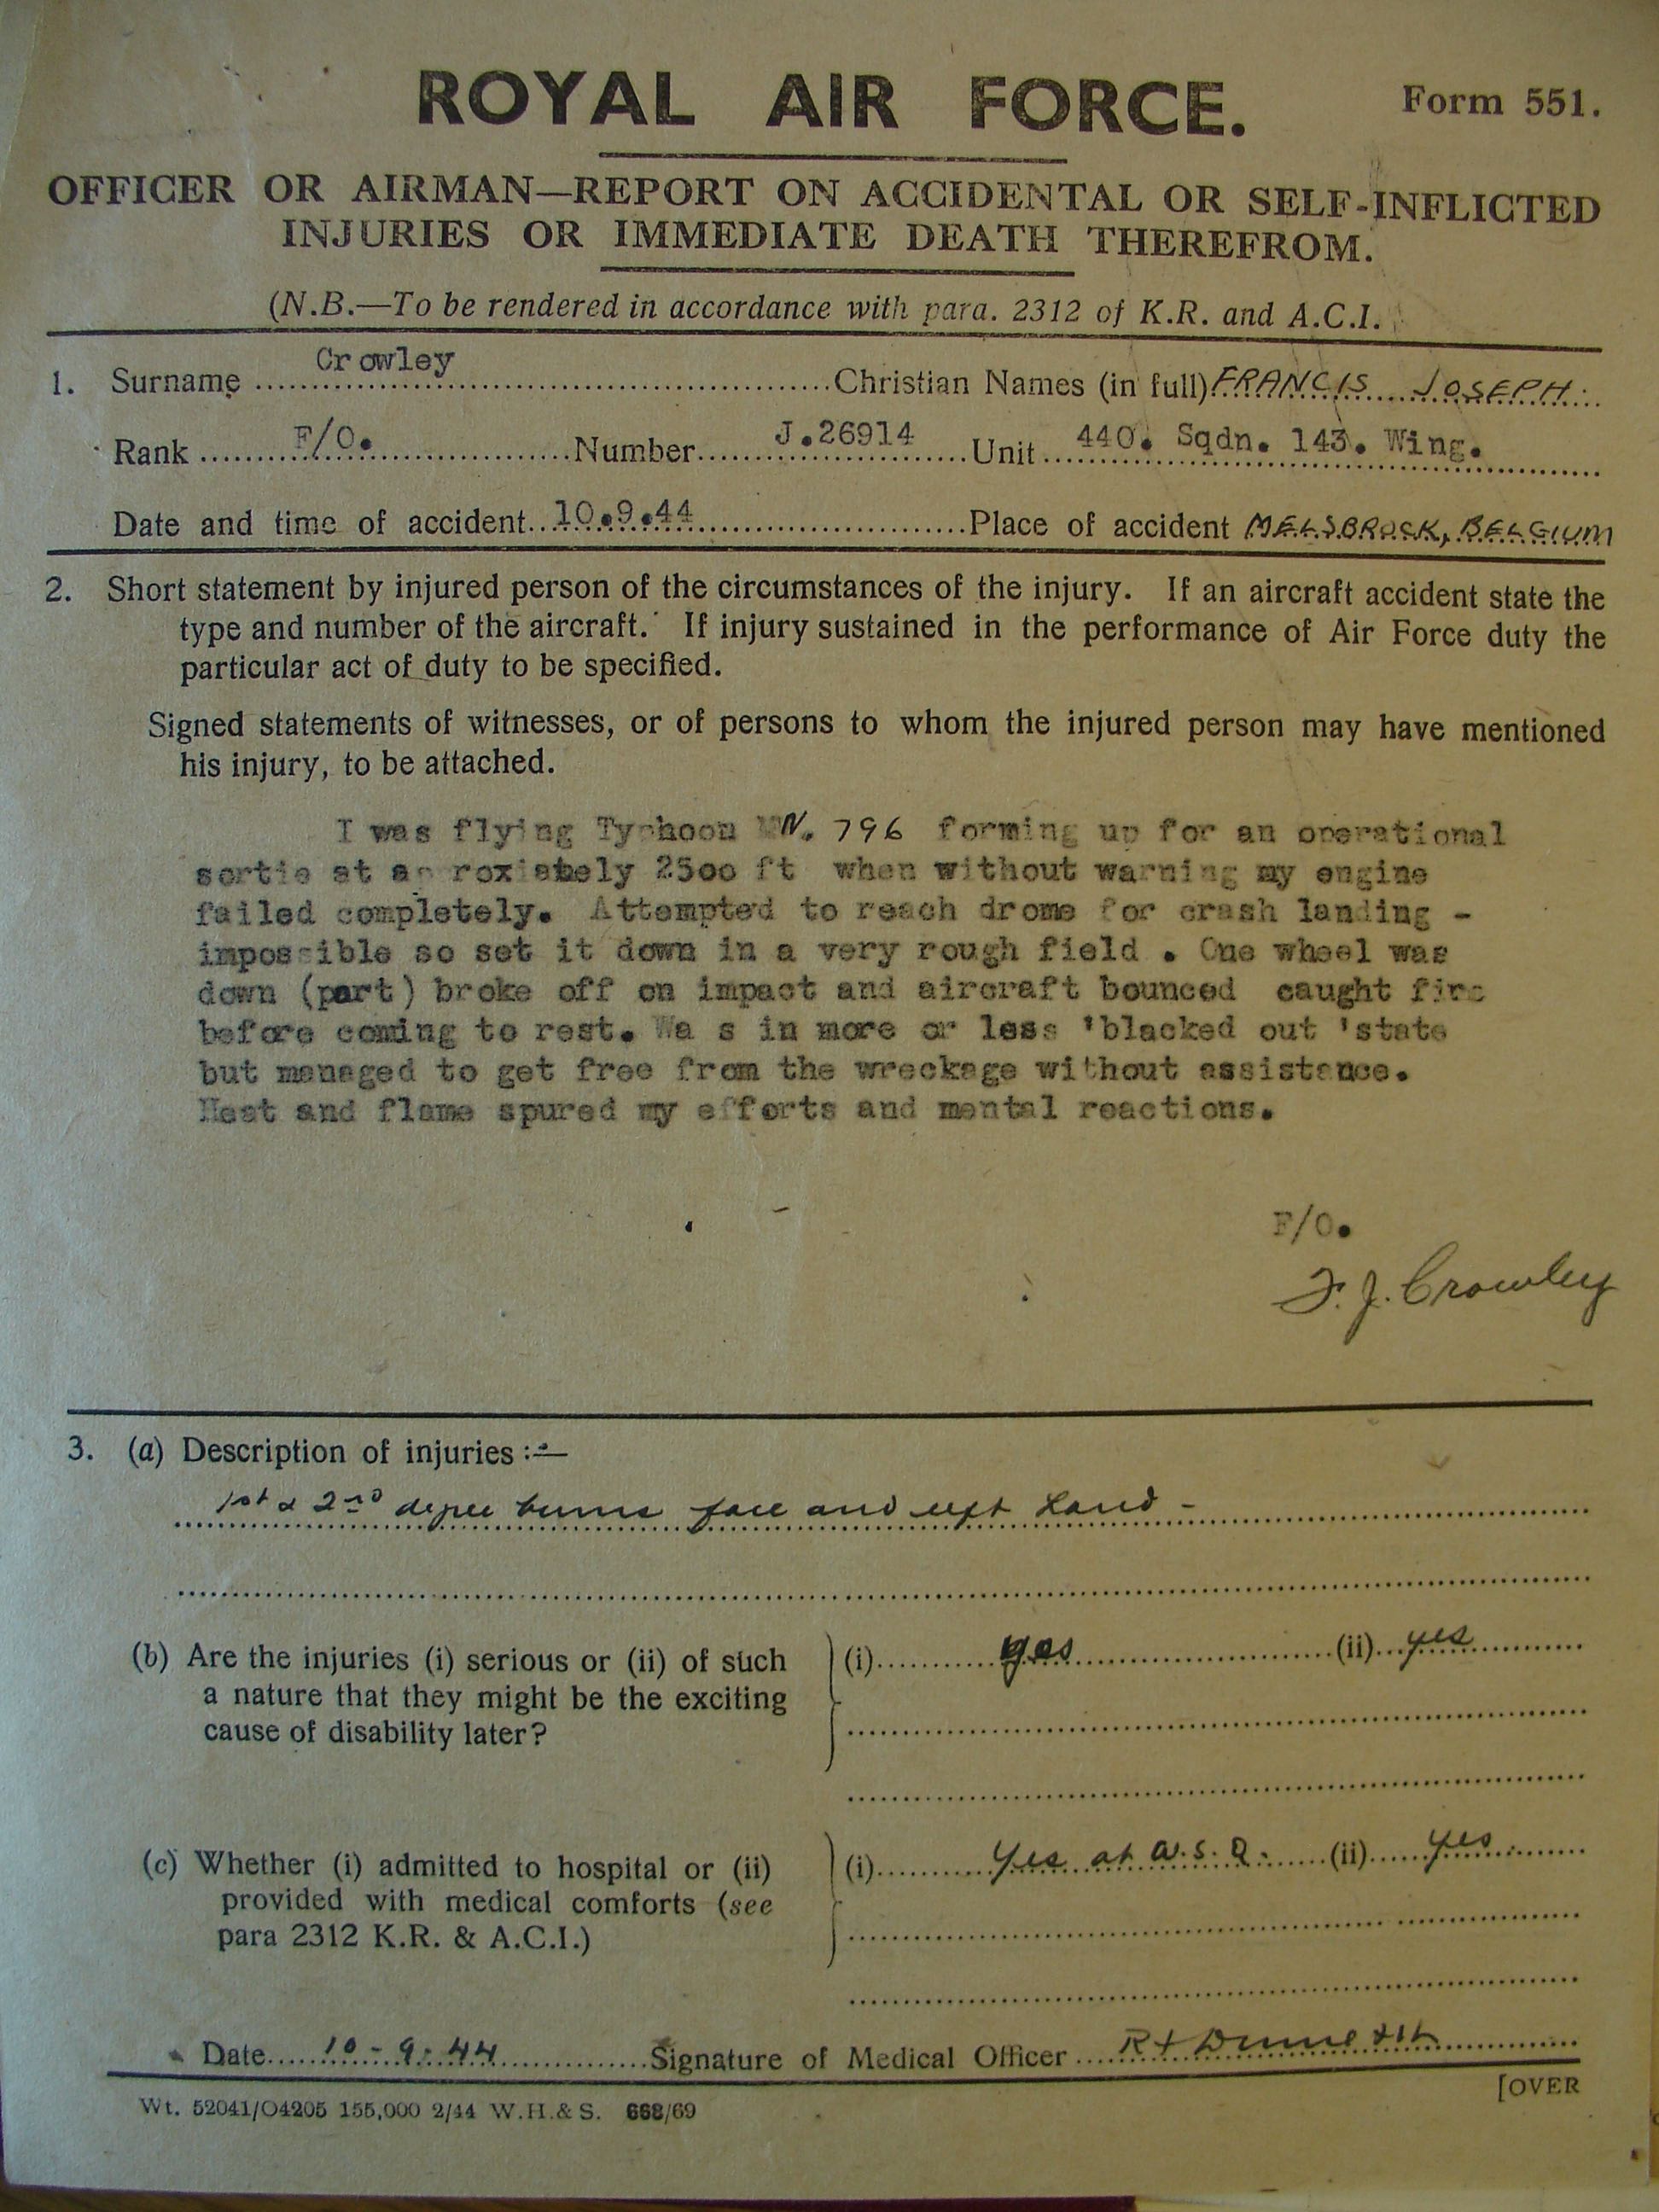 ROYAL AIR FORCE. Form 551.
OFFICER OR AIRMAN—REPORT ON ACCIDENTAL OR SELF-INFLICTED
INJURIES OR IMMEDIATE DEATH THEREFROM.
(N.B.—To be rendered in accordance with para. 2312 of K.R. and A.C.I.
1. Surname Crowley Christian Names (in full) FRANCIS JOSEPH.
Rank F/O. Number J.26914 Unit 440. Sqdn. 143. Wing.
Date and time of accident 10.9.44 Place of accident MELSBROEK, BELGIUM
2. Short statement by injured person of the circumstances of the injury. If an aircraft accident state the
type and number of the aircraft. If injury sustained in the performance of Air Force duty the
particular act of duty to be specified.
Signed statements of witnesses, or of persons to whom the injured person may have mentioned
his injury, to be attached.
I was flying Typhoon MN. 796 forming up for an operational
sortie at ap roxiately 2500 ft when without warning my engine
failed completely. Attempted to reach drome for crash landing -
impossible so set it down in a very rough field . One wheel was
down (part) broke off on impact and aircraft bounced caught fire
before coming to rest. Wa s in more or less 'blacked out 'state
but managed to get free from the wreckage without assistance.
Heat and flame spured my efforts and mental reactions.
F/O.
F. J. Crowley
3. (a) Description of injuries :—
1st & 2nd degree burns face and left hand -
(b) Are the injuries (i) serious or (ii) of such (i) yes (ii) yes
a nature that they might be the exciting
cause of disability later?
(c) Whether (i) admitted to hospital or (ii) (i) Yes at (ii) yes
provided with medical comforts (see
para 2312 K.R. & A.C.I.)
Date 10-9-44 Signature of Medical Officer
[OVER
Wt. 52041/O4205 155,000 2/44 W.H.& S. 668/69